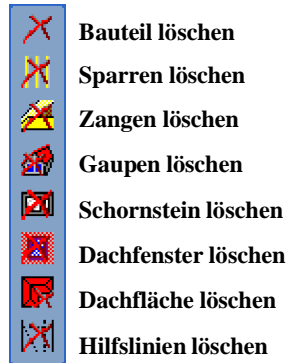 Bauteil löschen
Sparren löschen
Zangen löschen
Gaupen löschen
Schornstein löschen
Dachfenster löschen
Dachfläche löschen
Hilfslinien löschen